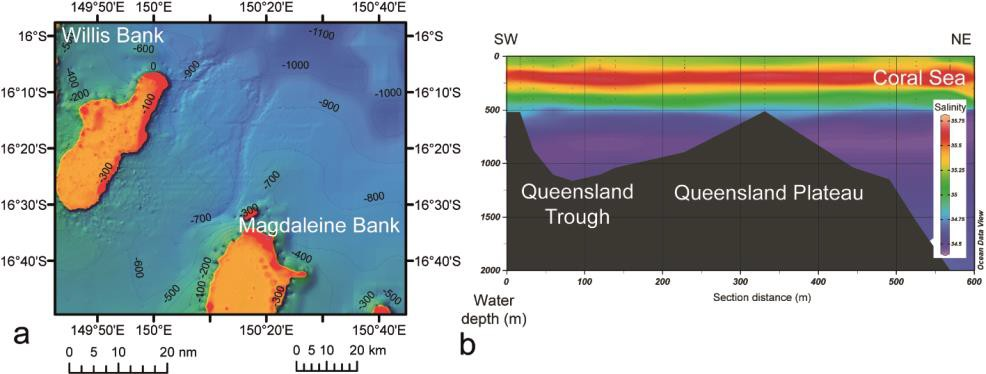 149°50'E 150°E 150°20'E 150°40'E
16°S
16°10'S
16°20'S
16°30'S
16°40'S
Willis Bank
-600
-1100
0
-900
-1000
-400
-200
-100
-1000
-900
-300
-700
-800
-300
-700
Magdaleine Bank
-400
-200
-600
-100
-500
-300
-300
-500
16°S
16°10'S
16°20'S
16°30'S
16°40'S
149°50'E 150°E 150°20'E 150°40'E
a
0 5 10 20 nm
0 5 10 20 km
SW
NE
0
500
1000
1500
2000
Coral Sea
Salinity
35.75
35.5
35.25
35
34.75
34.5
Queensland
Trough
Queensland Plateau
Ocean Data View
0 100 200 300 400 500 600
Section distance (m)
Water
depth (m)
b